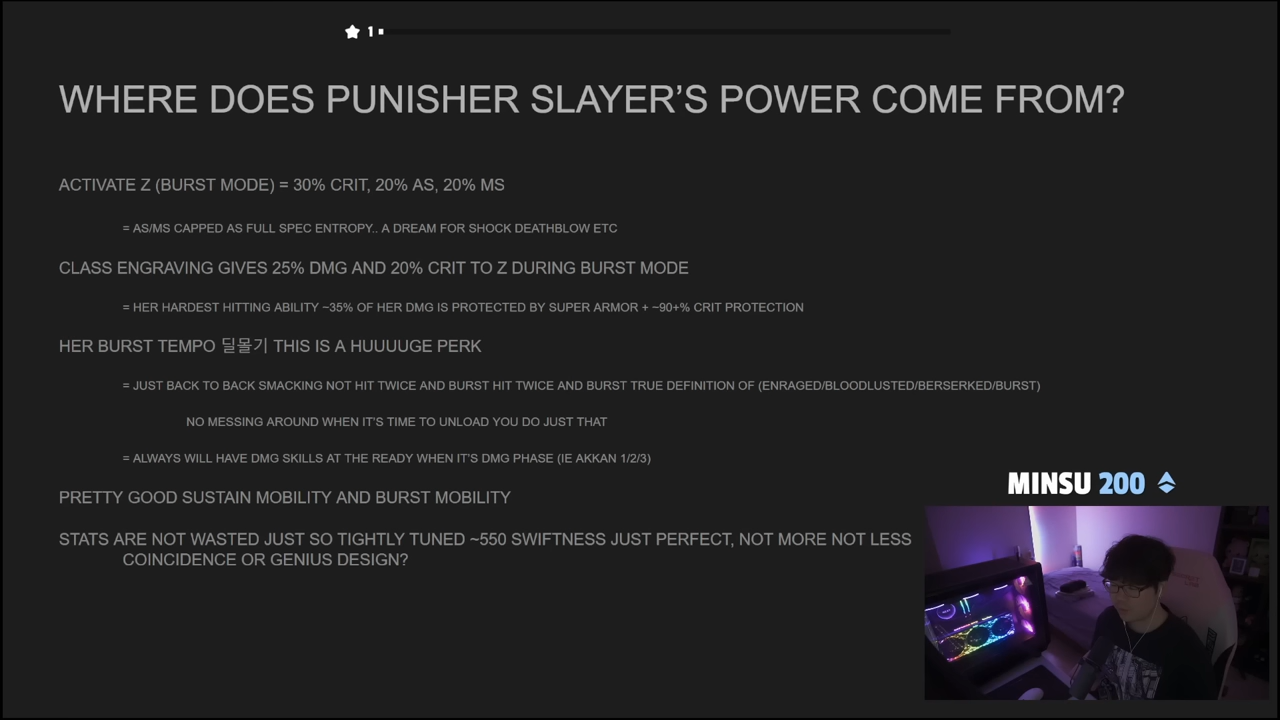 1
WHERE DOES PUNISHER SLAYER'S POWER COME FROM?
ACTIVATE Z (BURST MODE) = 30% CRIT, 20% AS, 20% MS
= AS/MS CAPPED AS FULL SPEC ENTROPY.. A DREAM FOR SHOCK DEATHBLOW ETC
CLASS ENGRAVING GIVES 25% DMG AND 20% CRIT TO Z DURING BURST MODE
= HER HARDEST HITTING ABILITY ~35% OF HER DMG IS PROTECTED BY SUPER ARMOR + ~90+% CRIT PROTECTION
HER BURST TEMPO 딜몰기 THIS IS A HUUUUGE PERK
= JUST BACK TO BACK SMACKING NOT HIT TWICE AND BURST HIT TWICE AND BURST TRUE DEFINITION OF (ENRAGED/BLOODLUSTED/BERSERKED/BURST)
NO MESSING AROUND WHEN IT'S TIME TO UNLOAD YOU DO JUST THAT
= ALWAYS WILL HAVE DMG SKILLS AT THE READY WHEN IT'S DMG PHASE (IE AKKAN 1/2/3)
PRETTY GOOD SUSTAIN MOBILITY AND BURST MOBILITY
STATS ARE NOT WASTED JUST SO TIGHTLY TUNED ~550 SWIFTNESS JUST PERFECT, NOT MORE NOT LESS
COINCIDENCE OR GENIUS DESIGN?
MINSU 200